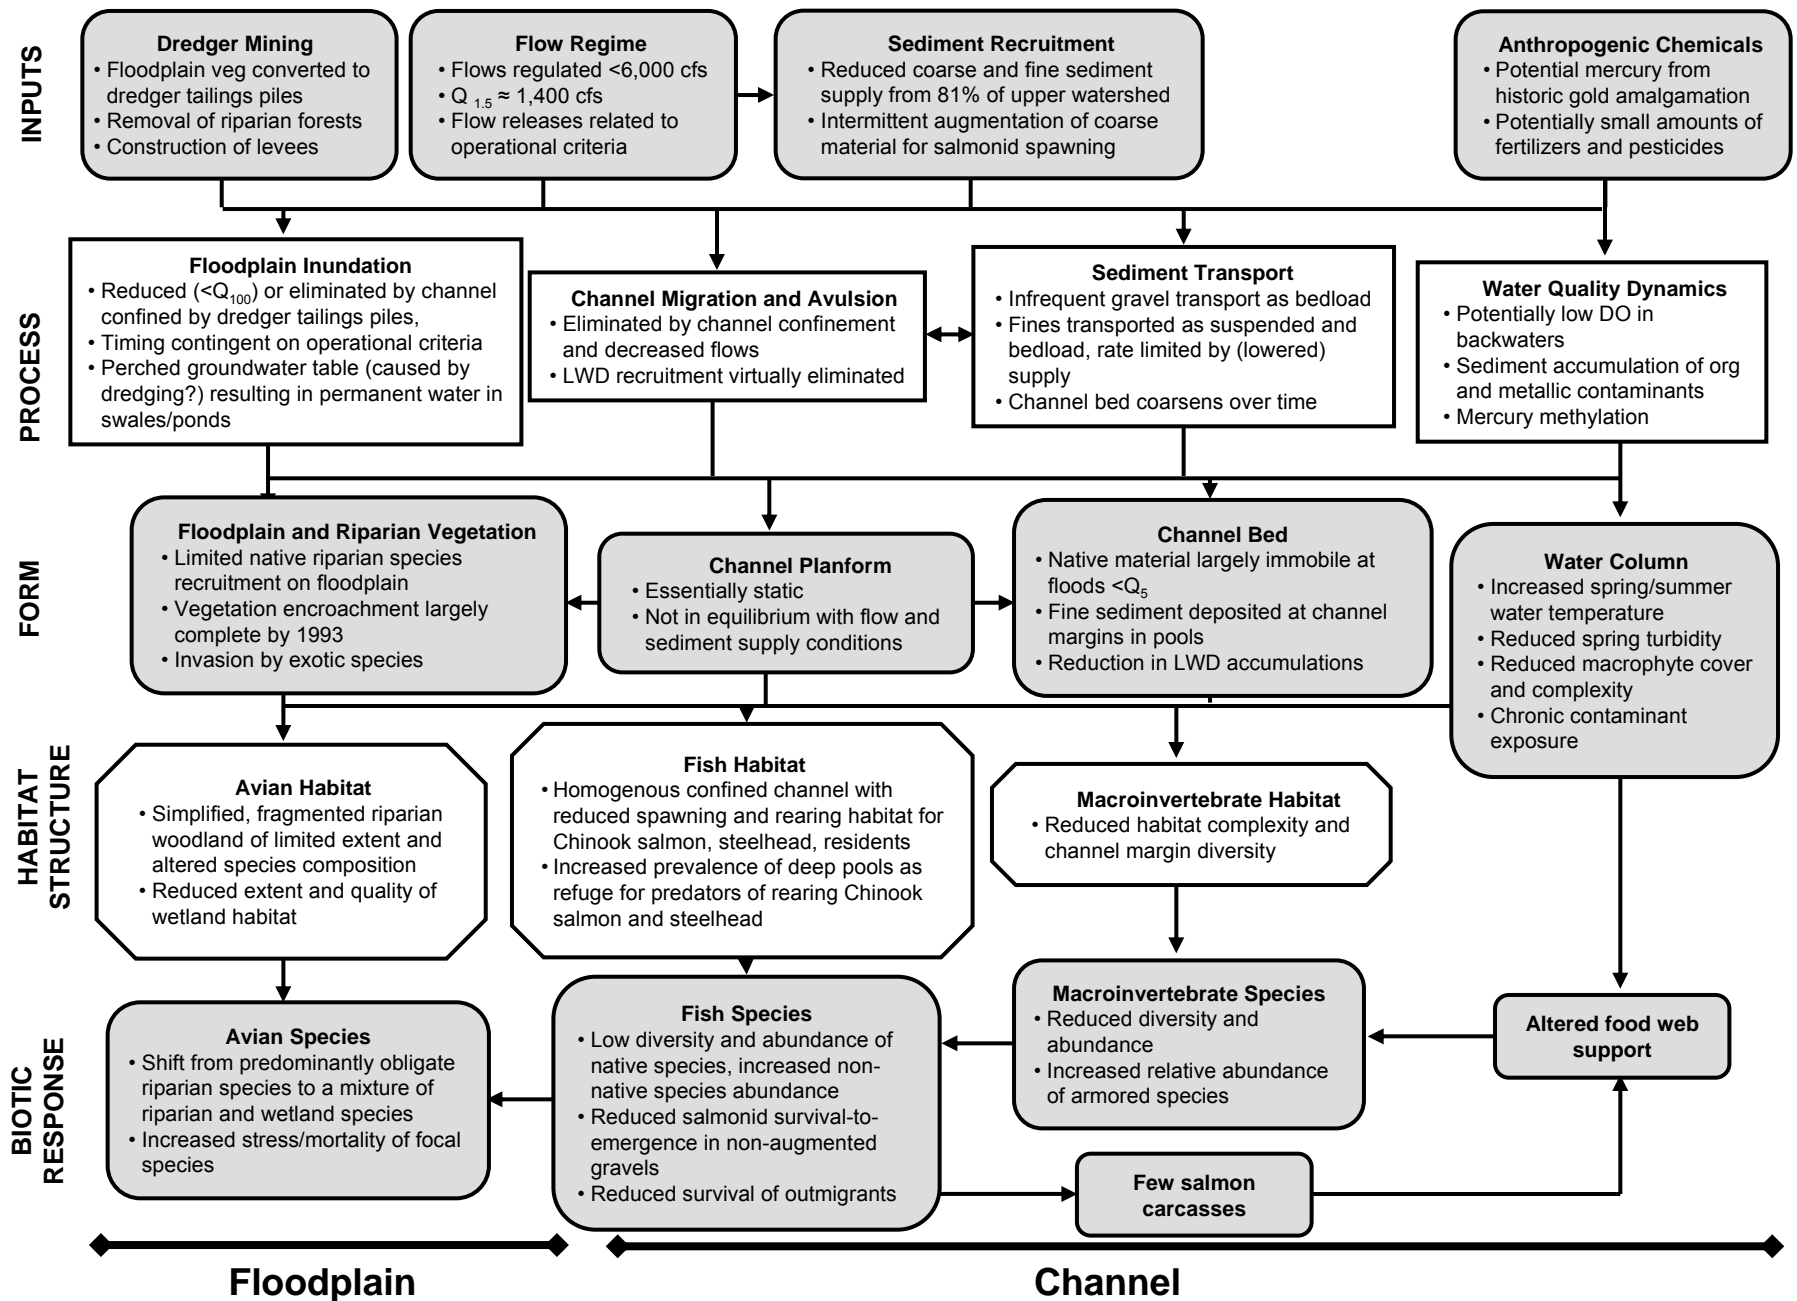 INPUTS
Dredger Mining
• Floodplain veg converted to
dredger tailings piles
• Removal of riparian forests
• Construction of levees
Flow Regime
• Flows regulated <6,000 cfs
• Q 1.5 ≈ 1,400 cfs
• Flow releases related to
operational criteria
Sediment Recruitment
• Reduced coarse and fine sediment
supply from 81% of upper watershed
• Intermittent augmentation of coarse
material for salmonid spawning
Anthropogenic Chemicals
• Potential mercury from
historic gold amalgamation
• Potentially small amounts of
fertilizers and pesticides
PROCESS
Floodplain Inundation
• Reduced (<Q100) or eliminated by channel
confined by dredger tailings piles,
• Timing contingent on operational criteria
• Perched groundwater table (caused by
dredging?) resulting in permanent water in
swales/ponds
Channel Migration and Avulsion
• Eliminated by channel confinement
and decreased flows
• LWD recruitment virtually eliminated
Sediment Transport
• Infrequent gravel transport as bedload
• Fines transported as suspended and
bedload, rate limited by (lowered)
supply
• Channel bed coarsens over time
Water Quality Dynamics
• Potentially low DO in
backwaters
• Sediment accumulation of org
and metallic contaminants
• Mercury methylation
FORM
Floodplain and Riparian Vegetation
• Limited native riparian species
recruitment on floodplain
• Vegetation encroachment largely
complete by 1993
• Invasion by exotic species
Channel Planform
• Essentially static
• Not in equilibrium with flow and
sediment supply conditions
Channel Bed
• Native material largely immobile at
floods <Q5
• Fine sediment deposited at channel
margins in pools
• Reduction in LWD accumulations
Water Column
• Increased spring/summer
water temperature
• Reduced spring turbidity
• Reduced macrophyte cover
and complexity
• Chronic contaminant
exposure
HABITAT
STRUCTURE
Avian Habitat
• Simplified, fragmented riparian
woodland of limited extent and
altered species composition
• Reduced extent and quality of
wetland habitat
Fish Habitat
• Homogenous confined channel with
reduced spawning and rearing habitat for
Chinook salmon, steelhead, residents
• Increased prevalence of deep pools as
refuge for predators of rearing Chinook
salmon and steelhead
Macroinvertebrate Habitat
• Reduced habitat complexity and
channel margin diversity
BIOTIC
RESPONSE
Avian Species
• Shift from predominantly obligate
riparian species to a mixture of
riparian and wetland species
• Increased stress/mortality of focal
species
Fish Species
• Low diversity and abundance of
native species, increased non-
native species abundance
• Reduced salmonid survival-to-
emergence in non-augmented
gravels
• Reduced survival of outmigrants
Macroinvertebrate Species
• Reduced diversity and
abundance
• Increased relative abundance
of armored species
Altered food web
support
Few salmon
carcasses
Floodplain
Channel